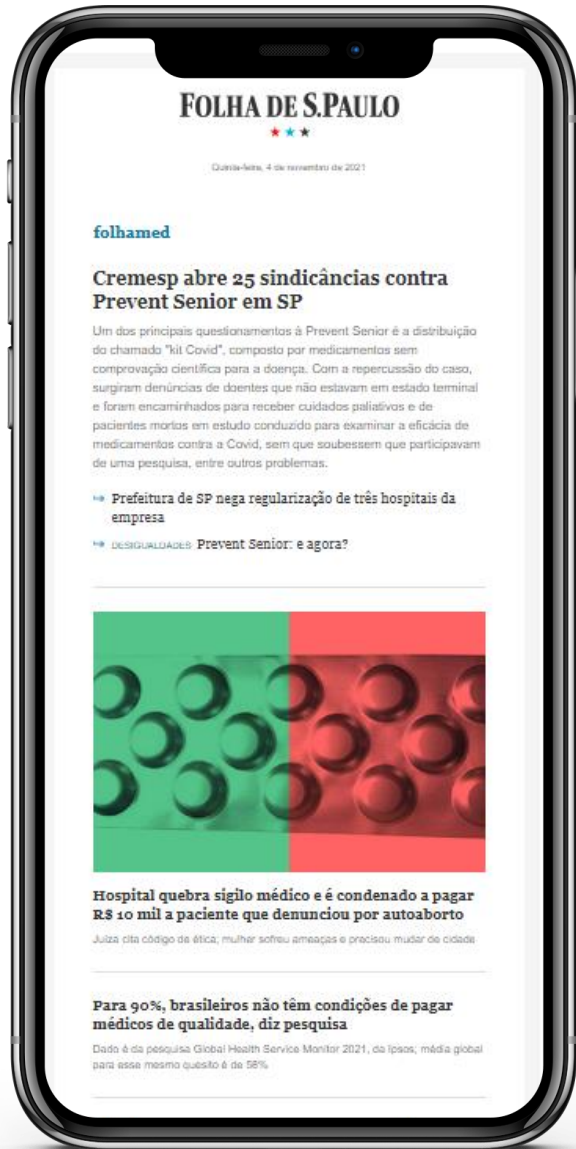 FOLHA DE S.PAULO
Quinta-feira, 4 de novembro de 2021
folhamed
Cremesp abre 25 sindicâncias contra
Prevent Senior em SP
Um dos principais questionamentos à Prevent Senior é a distribuição
do chamado "kit Covid", composto por medicamentos sem
comprovação científica para a doença. Com a repercussão do caso,
surgiram denúncias de doentes que não estavam em estado terminal
e foram encaminhados para receber cuidados paliativos e de
pacientes mortos em estudo conduzido para examinar a eficácia de
medicamentos contra a Covid, sem que soubessem que participavam
de uma pesquisa, entre outros problemas.
Prefeitura de SP nega regularização de três hospitais da
empresa
DESIGUALDADES Prevent Senior: e agora?
Hospital quebra sigilo médico e é condenado a pagar
R$ 10 mil a paciente que denunciou por autoaborto
Juíza cita código de ética; mulher sofreu ameaças e precisou mudar de cidade
Para 90%, brasileiros não têm condições de pagar
médicos de qualidade, diz pesquisa
Dado é da pesquisa Global Health Service Monitor 2021, da Ipsos; média global
para esse mesmo quesito é de 56%